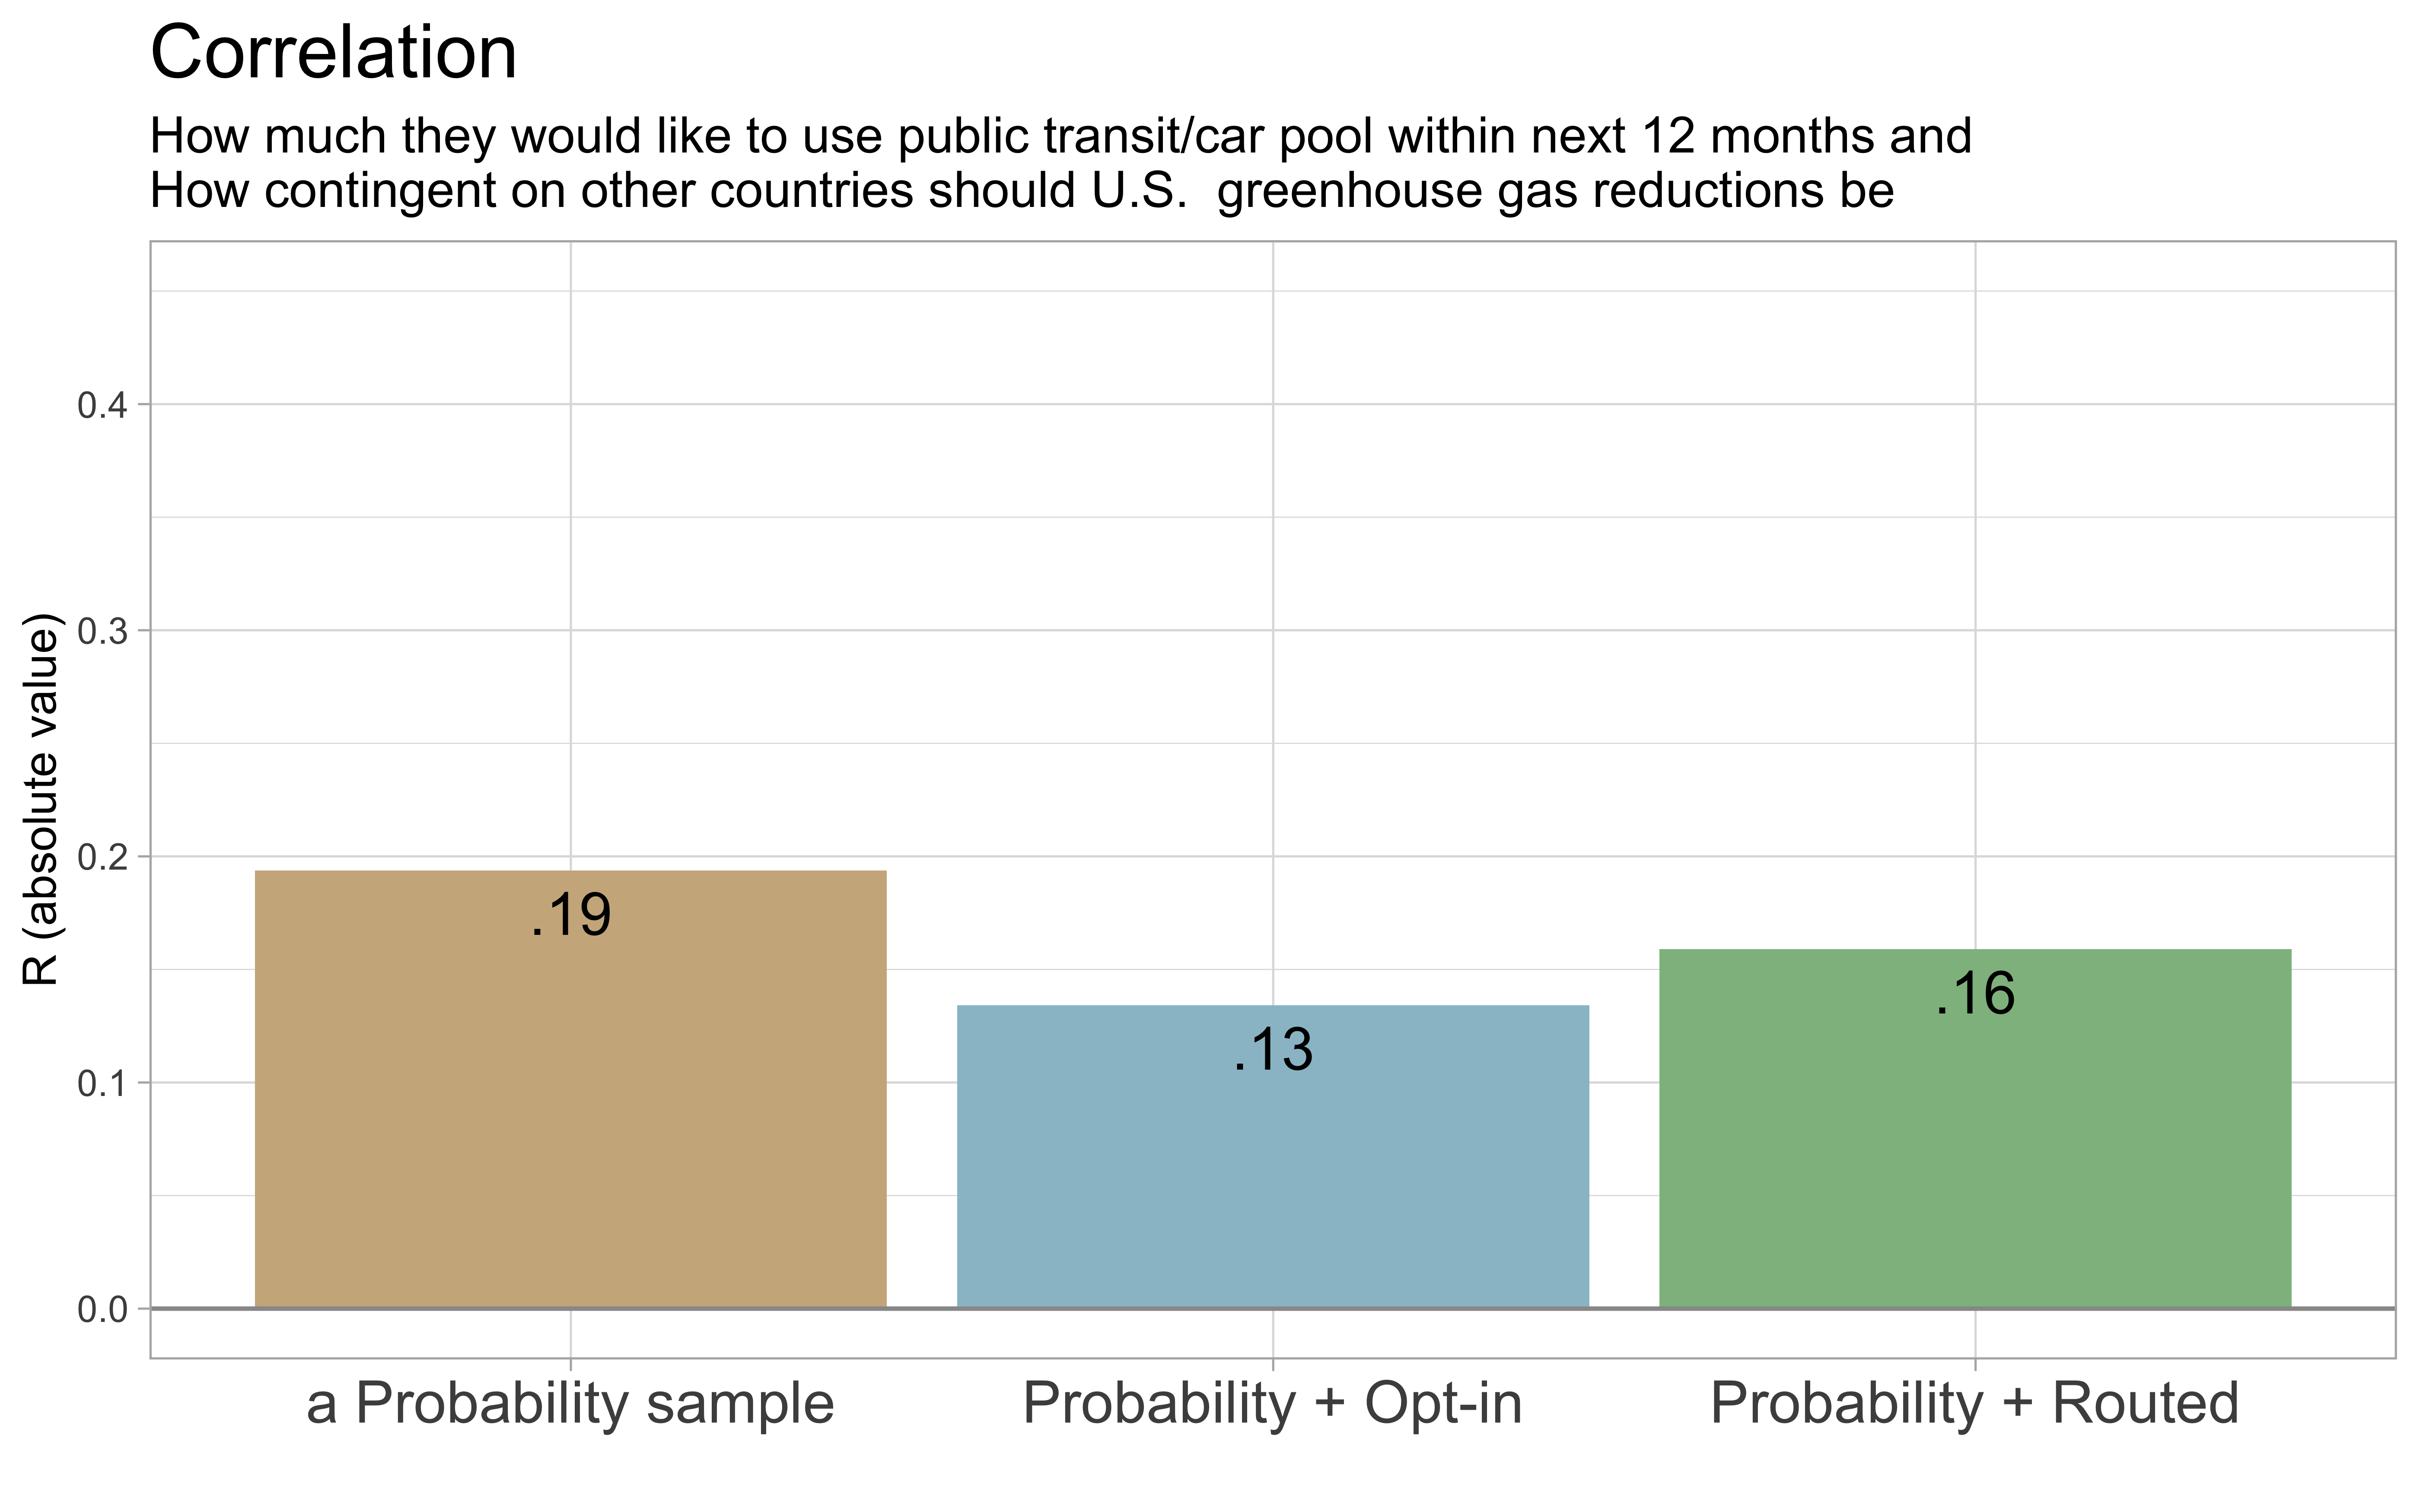 Correlation
How much they would like to use public transit/car pool within next 12 months and
How contingent on other countries should U.S.  greenhouse gas reductions be
R (absolute value)
0.4
0.3
0.2
0.1
0.0
.19
.13
.16
a Probability sample
Probability + Opt-in
Probability + Routed